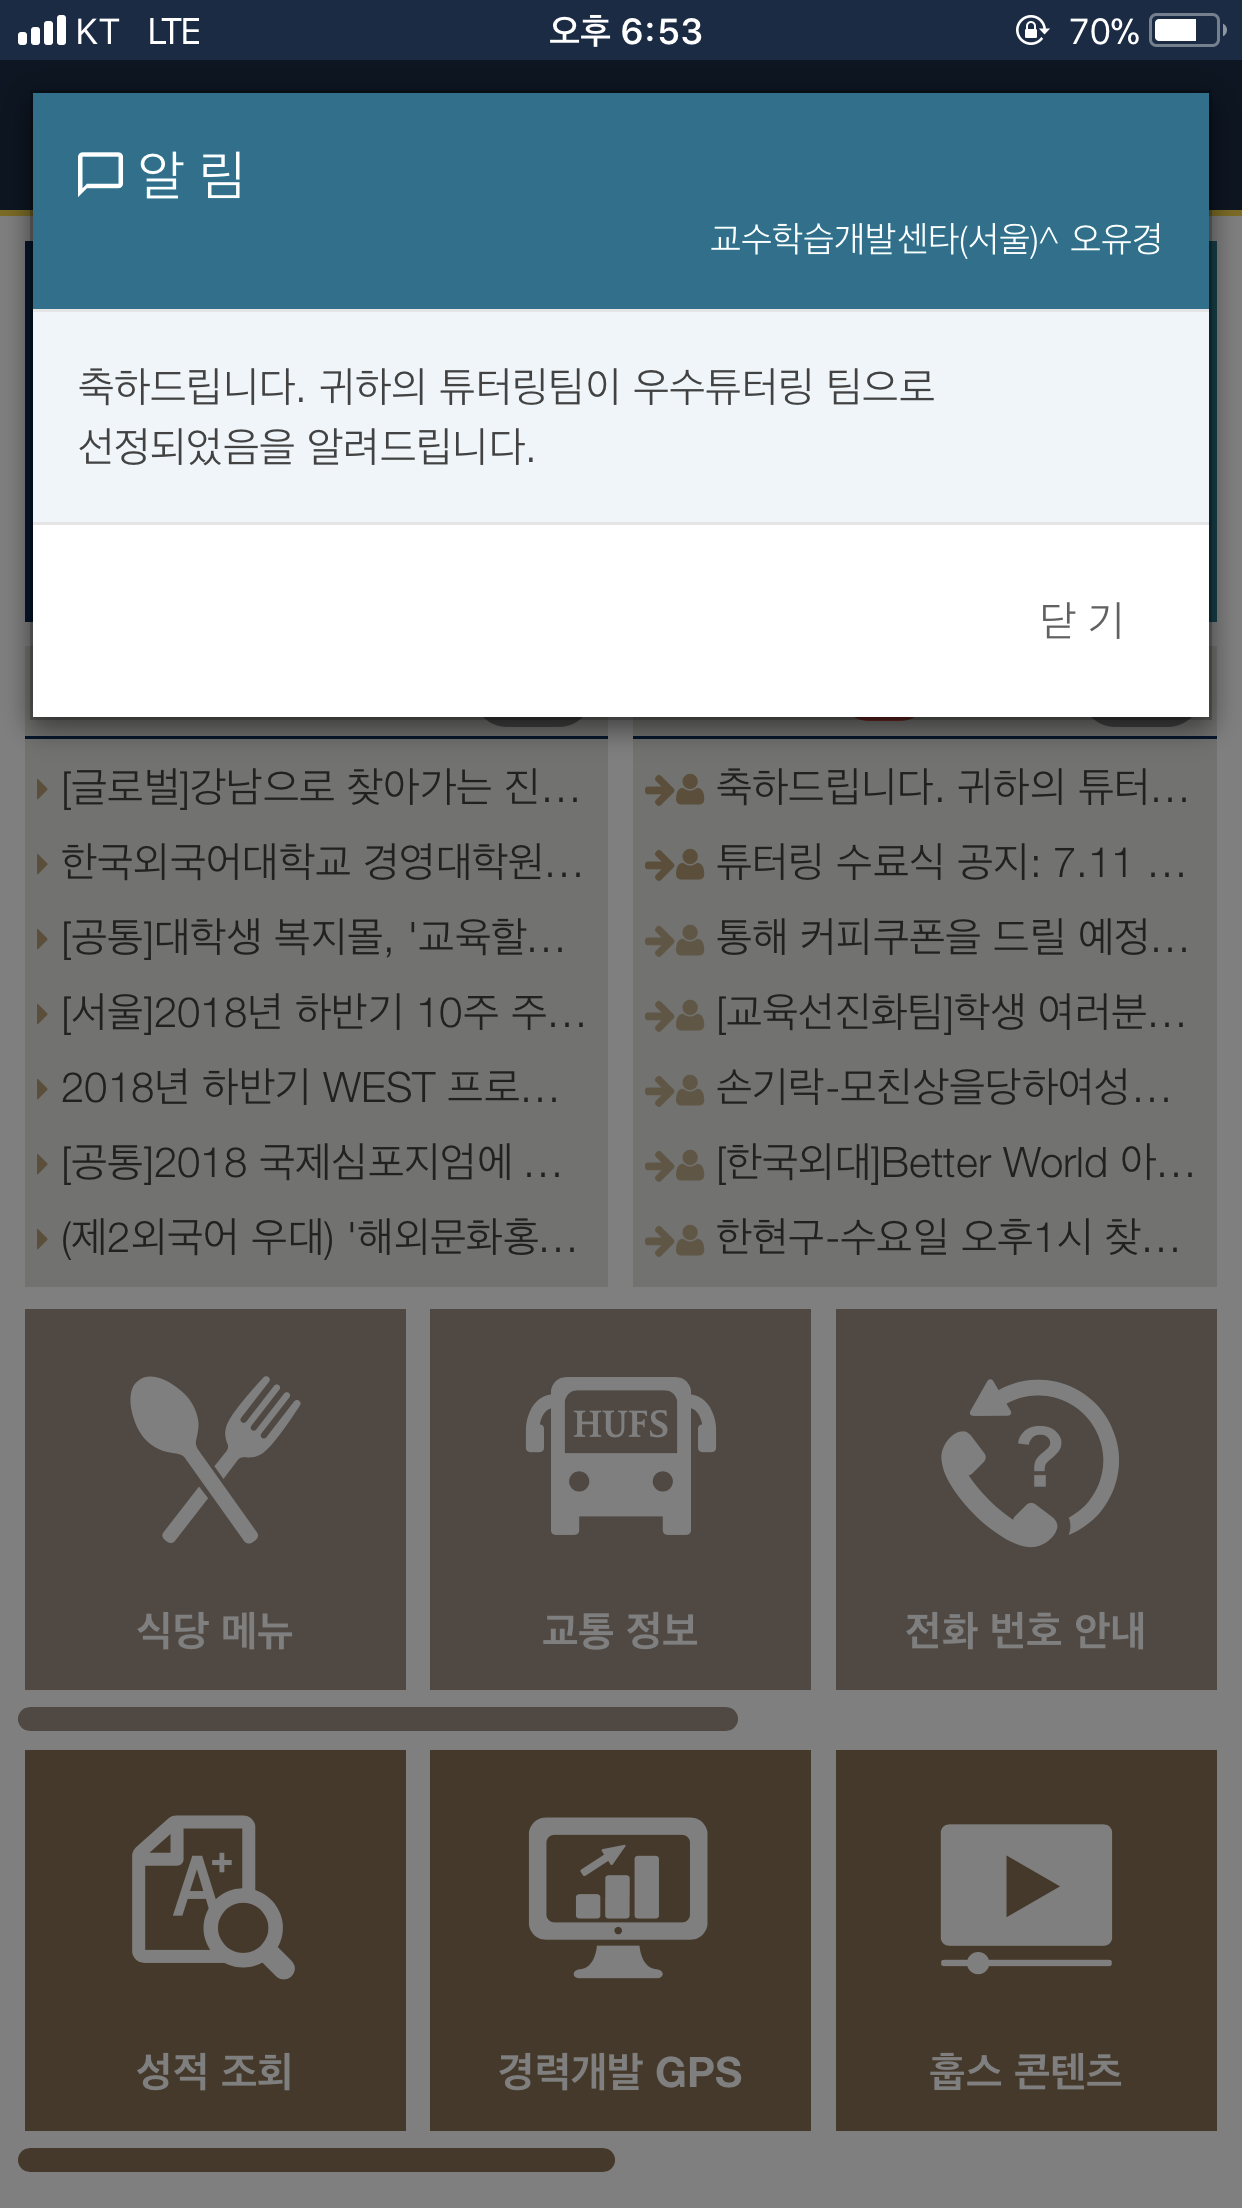 KT LTE 오후 6:53 70%
알 림
교수학습개발센타(서울)^ 오유경
축하드립니다. 귀하의 튜터링팀이 우수튜터링 팀으로
선정되었음을 알려드립니다.
닫 기
[글로벌]강남으로 찾아가는 진...
한국외국어대학교 경영대학원...
[공통]대학생 복지몰, '교육할...
[서울]2018년 하반기 10주 주...
2018년 하반기 WEST 프로...
[공통]2018 국제심포지엄에 ...
(제2외국어 우대) '해외문화홍...
축하드립니다. 귀하의 튜터...
튜터링 수료식 공지: 7.11 ...
통해 커피쿠폰을 드릴 예정...
[교육선진화팀]학생 여러분...
손기락-모친상을당하여성...
[한국외대]Better World 아...
한현구-수요일 오후1시 찾...
HUFS
?
식당 메뉴
교통 정보
전화 번호 안내
A+
성적 조회
경력개발 GPS
훕스 콘텐츠